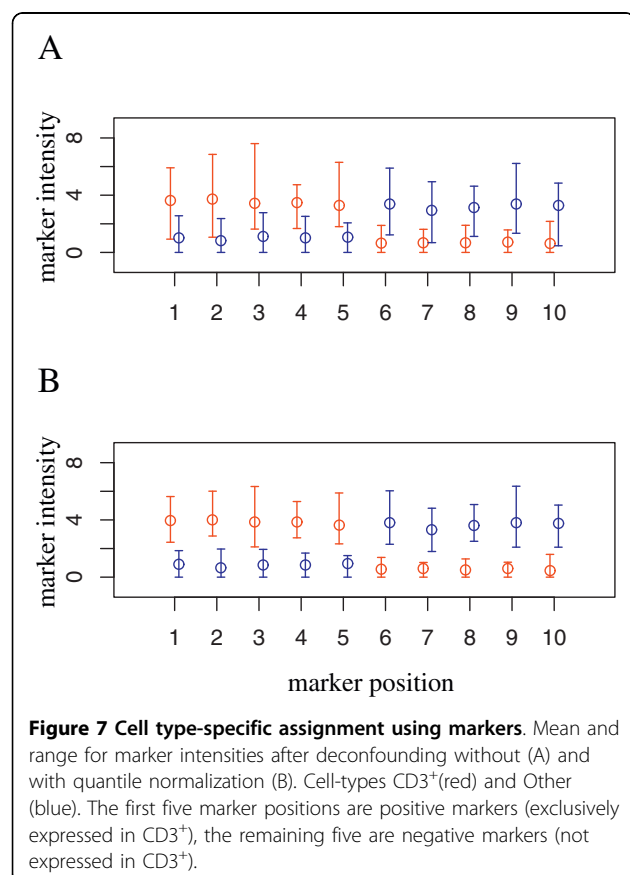 A
marker intensity
8
4
0
1 2 3 4 5 6 7 8 9 10
B
marker intensity
8
4
0
1 2 3 4 5 6 7 8 9 10
marker position
Figure 7 Cell type-specific assignment using markers. Mean and
range for marker intensities after deconfounding without (A) and
with quantile normalization (B). Cell-types CD3⁺(red) and Other
(blue). The first five marker positions are positive markers (exclusively
expressed in CD3⁺), the remaining five are negative markers (not
expressed in CD3⁺).